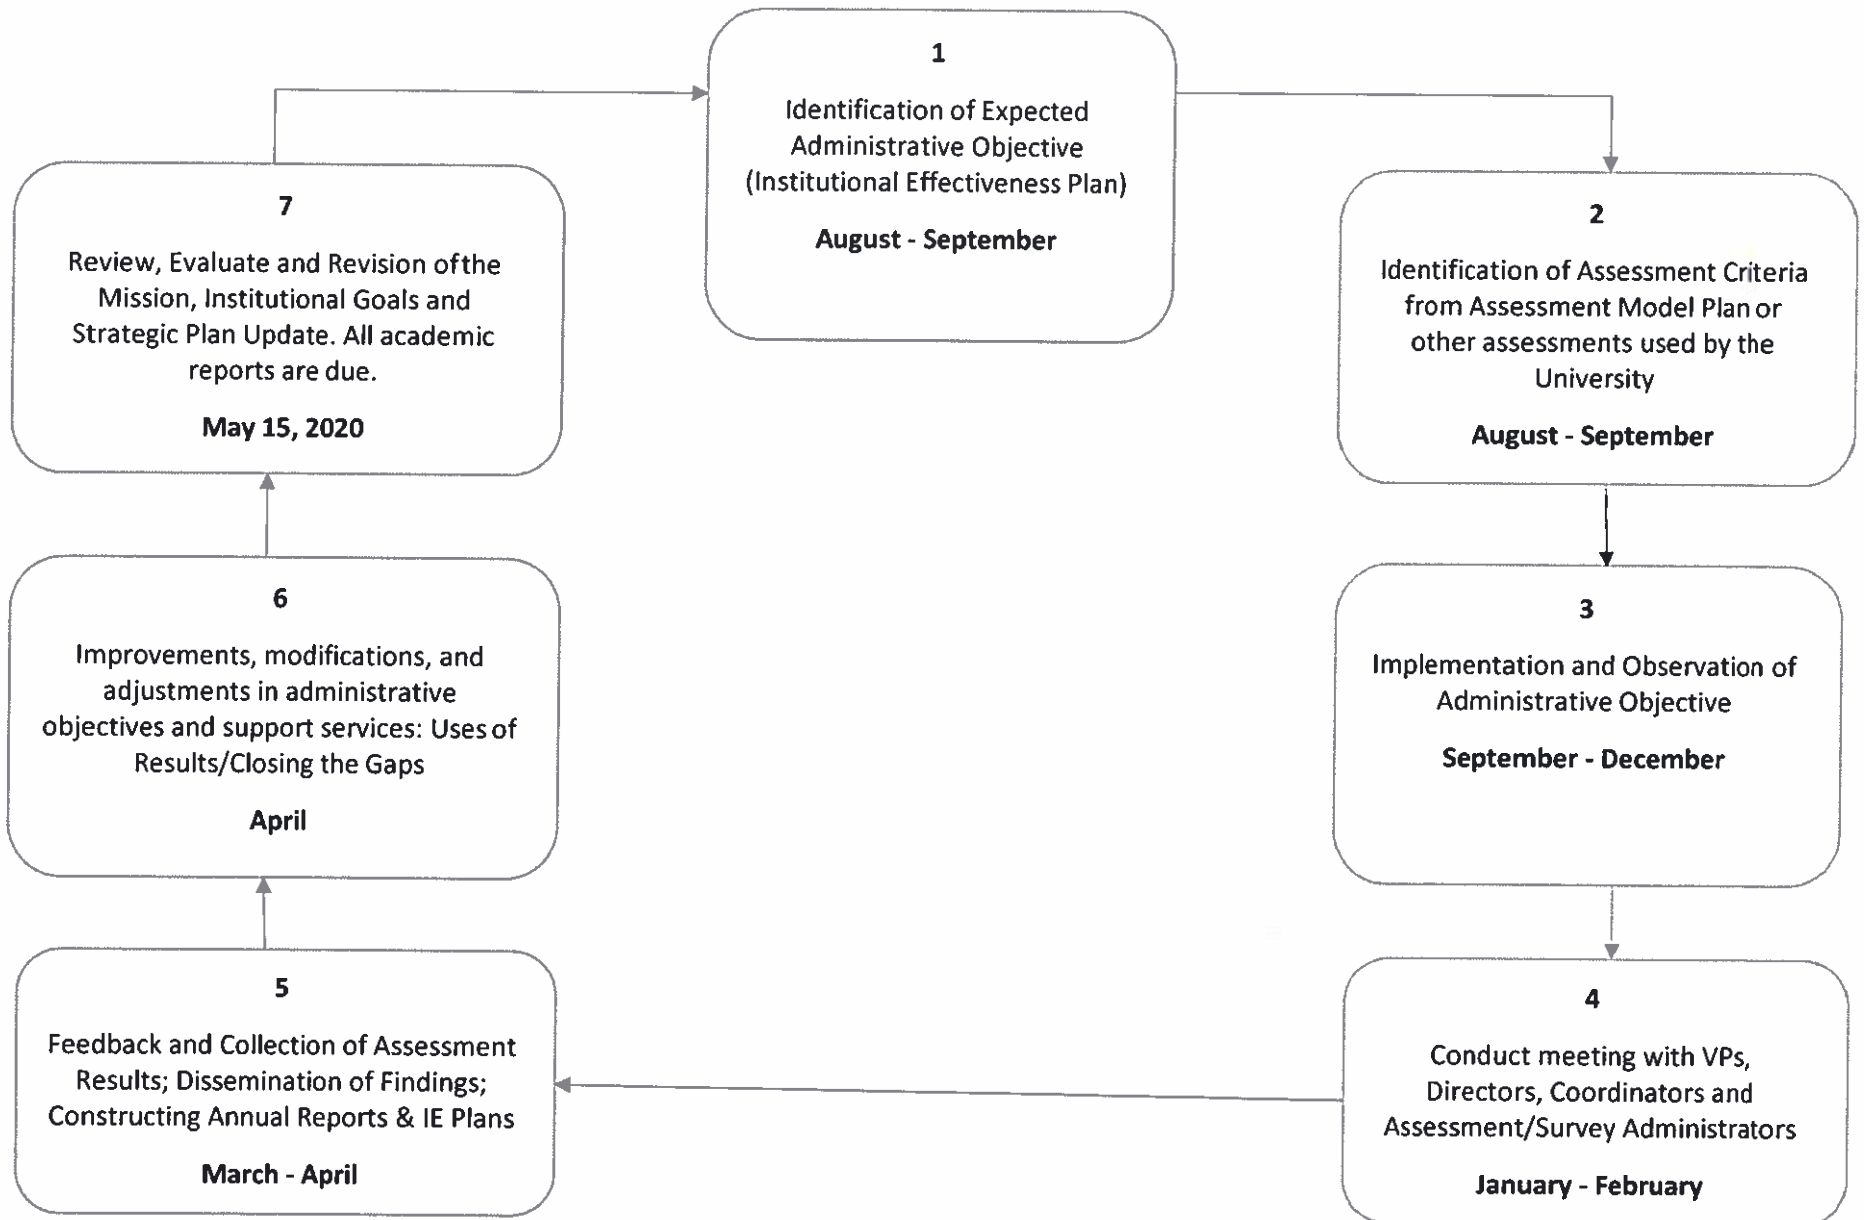 1
Identification of Expected
Administrative Objective
(Institutional Effectiveness Plan)
August - September
2
Identification of Assessment Criteria
from Assessment Model Plan or
other assessments used by the
University
August - September
3
Implementation and Observation of
Administrative Objective
September - December
4
Conduct meeting with VPs,
Directors, Coordinators and
Assessment/Survey Administrators
January - February
5
Feedback and Collection of Assessment
Results; Dissemination of Findings;
Constructing Annual Reports & IE Plans
March - April
6
Improvements, modifications, and
adjustments in administrative
objectives and support services: Uses of
Results/Closing the Gaps
April
7
Review, Evaluate and Revision of the
Mission, Institutional Goals and
Strategic Plan Update. All academic
reports are due.
May 15, 2020